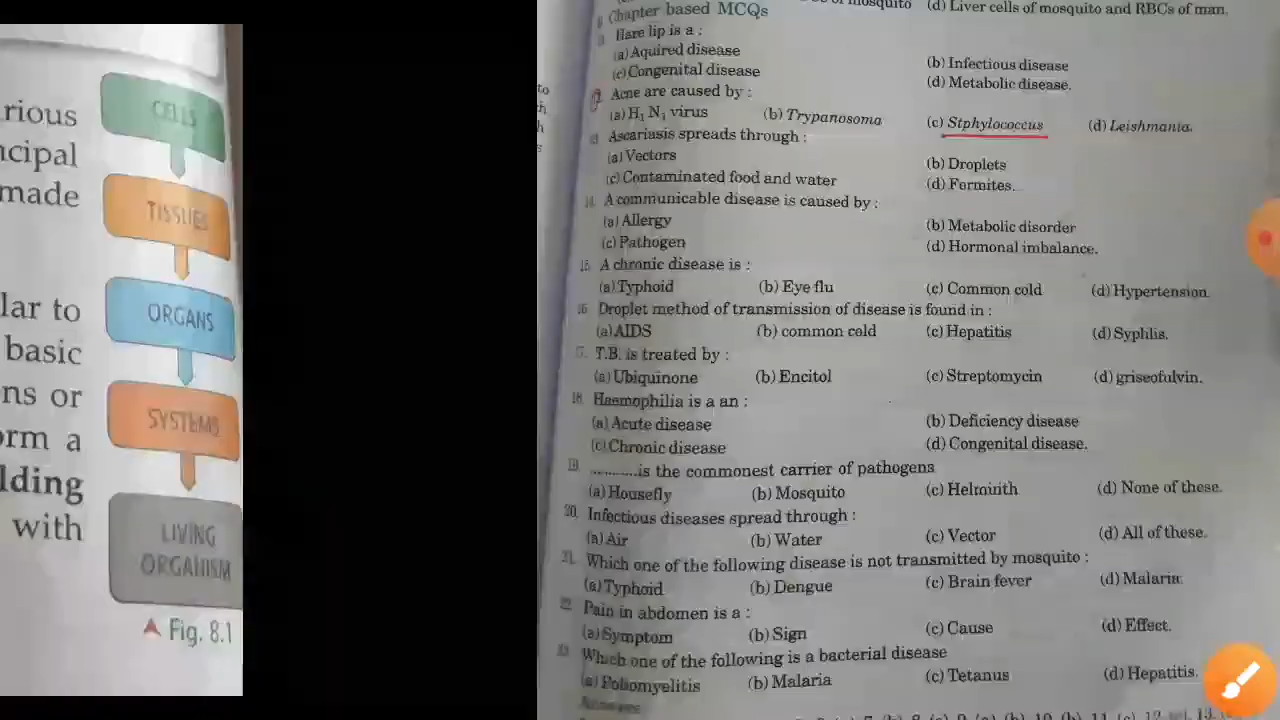 rious
ncipal
made
lar to
basic
ns or
orm a
lding
with
CELLS
TISSUES
ORGANS
SYSTEMS
LIVING
ORGANISM
Fig. 8.1
mosquito (d) Liver cells of mosquito and RBCs of man.
Chapter based MCQs
Hare lip is a :
(a) Aquired disease (b) Infectious disease
(c) Congenital disease (d) Metabolic disease.
Acne are caused by :
(a) H₁ N₁ virus (b) Trypanosoma (c) Stphylococcus (d) Leishmania.
Ascariasis spreads through :
(a) Vectors (b) Droplets
(c) Contaminated food and water (d) Formites.
14. A communicable disease is caused by :
(a) Allergy (b) Metabolic disorder
(c) Pathogen (d) Hormonal imbalance.
15. A chronic disease is :
(a) Typhoid (b) Eye flu (c) Common cold (d) Hypertension.
16. Droplet method of transmission of disease is found in :
(a) AIDS (b) common cold (c) Hepatitis (d) Syphlis.
17. T.B. is treated by :
(a) Ubiquinone (b) Encitol (c) Streptomycin (d) griseofulvin.
18. Haemophilia is a an :
(a) Acute disease (b) Deficiency disease
(c) Chronic disease (d) Congenital disease.
19. ...........is the commonest carrier of pathogens
(a) Housefly (b) Mosquito (c) Helminth (d) None of these.
20. Infectious diseases spread through :
(a) Air (b) Water (c) Vector (d) All of these.
21. Which one of the following disease is not transmitted by mosquito :
(a) Typhoid (b) Dengue (c) Brain fever (d) Malaria.
22. Pain in abdomen is a :
(a) Symptom (b) Sign (c) Cause (d) Effect.
23. Which one of the following is a bacterial disease
(a) Poliomyelitis (b) Malaria (c) Tetanus (d) Hepatitis.
Answers